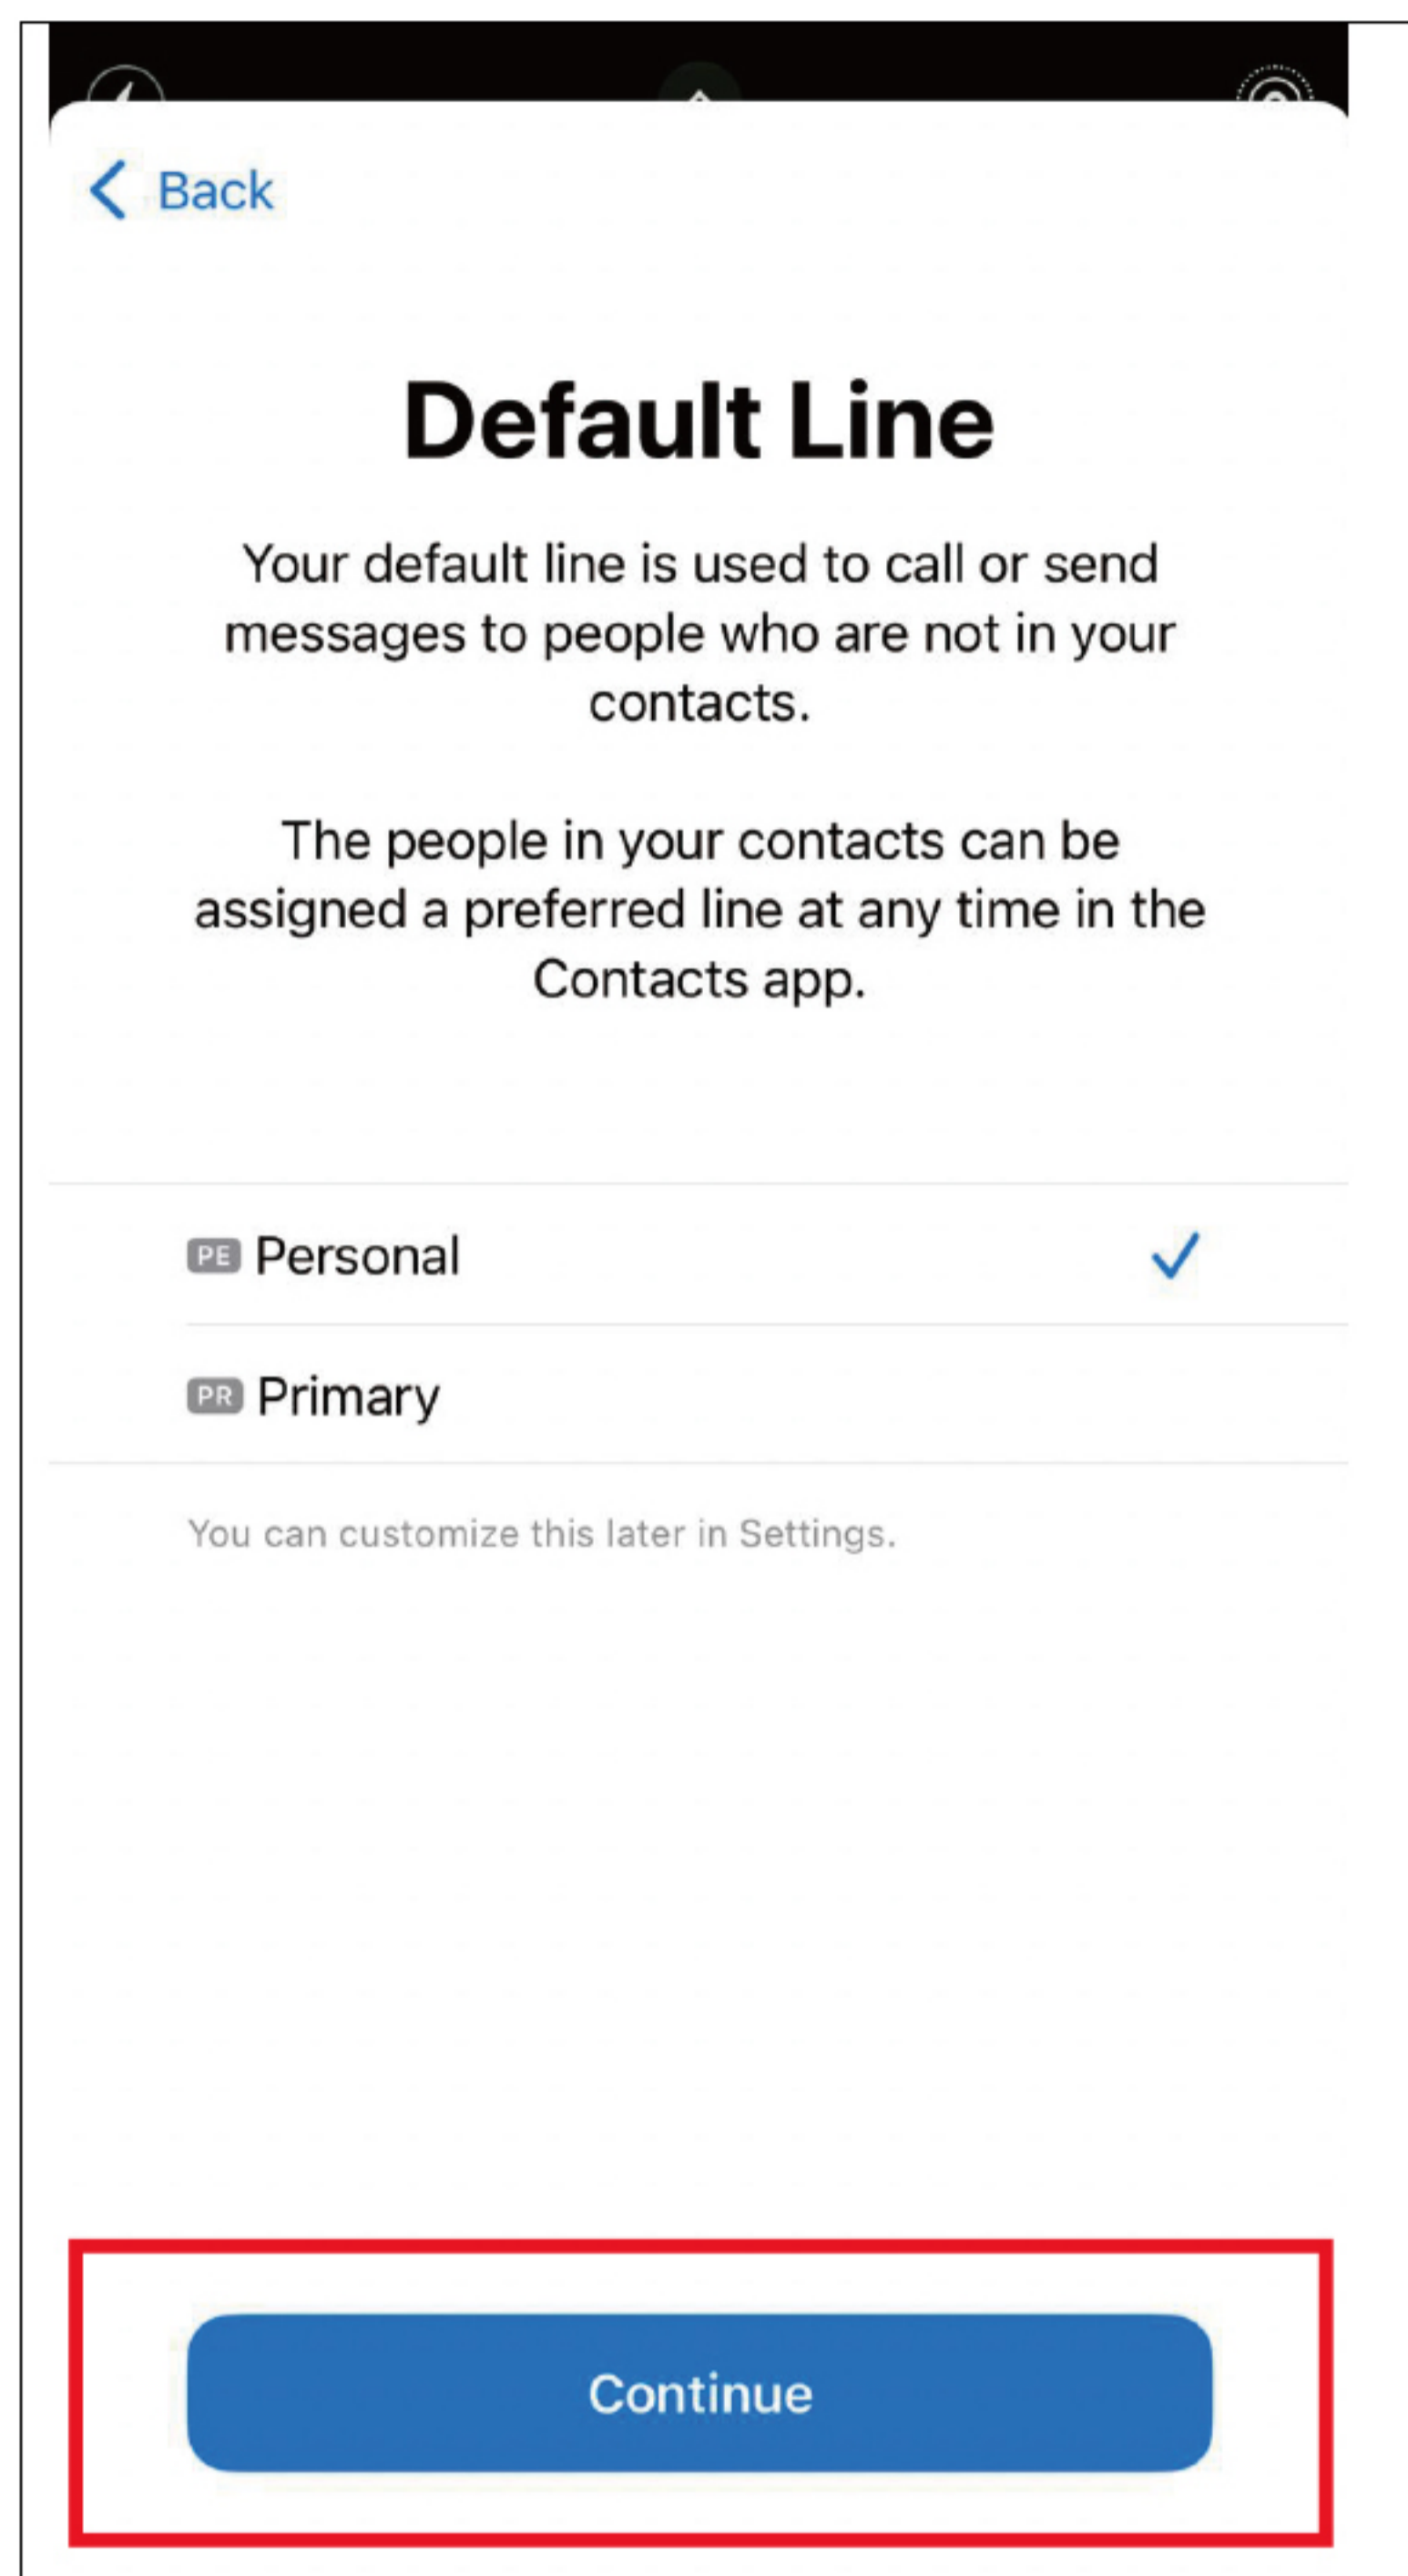 Back
Default Line
Your default line is used to call or send
messages to people who are not in your
contacts.
The people in your contacts can be
assigned a preferred line at any time in the
Contacts app.
PE Personal
PR Primary
You can customize this later in Settings.
Continue